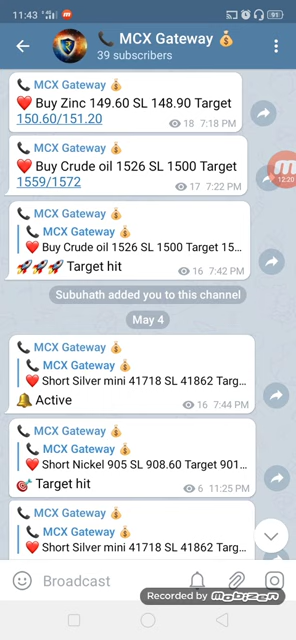 11:43
91
📞 MCX Gateway 💰
39 subscribers
📞 MCX Gateway 💰
❤️ Buy Zinc 149.60 SL 148.90 Target
150.60/151.20
18 7:18 PM
📞 MCX Gateway 💰
❤️ Buy Crude oil 1526 SL 1500 Target
1559/1572
17 7:22 PM
12:20
📞 MCX Gateway 💰
📞 MCX Gateway 💰
❤️ Buy Crude oil 1526 SL 1500 Target 15...
🚀🚀🚀 Target hit
16 7:42 PM
Subuhath added you to this channel
May 4
📞 MCX Gateway 💰
📞 MCX Gateway 💰
❤️ Short Silver mini 41718 SL 41862 Targ...
🔔 Active
16 7:44 PM
📞 MCX Gateway 💰
📞 MCX Gateway 💰
❤️ Short Nickel 905 SL 908.60 Target 901...
🎯 Target hit
6 11:25 PM
📞 MCX Gateway 💰
📞 MCX Gateway 💰
❤️ Short Silver mini 41718 SL 41862 Targ...
Broadcast
Recorded by Mobizen